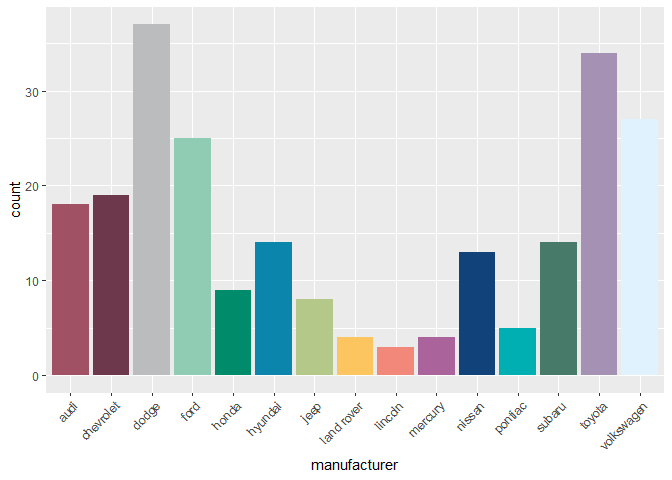 count
30
20
10
0
audi
chevrolet
dodge
ford
honda
hyundai
jeep
land rover
lincoln
mercury
nissan
pontiac
subaru
toyota
volkswagen
manufacturer